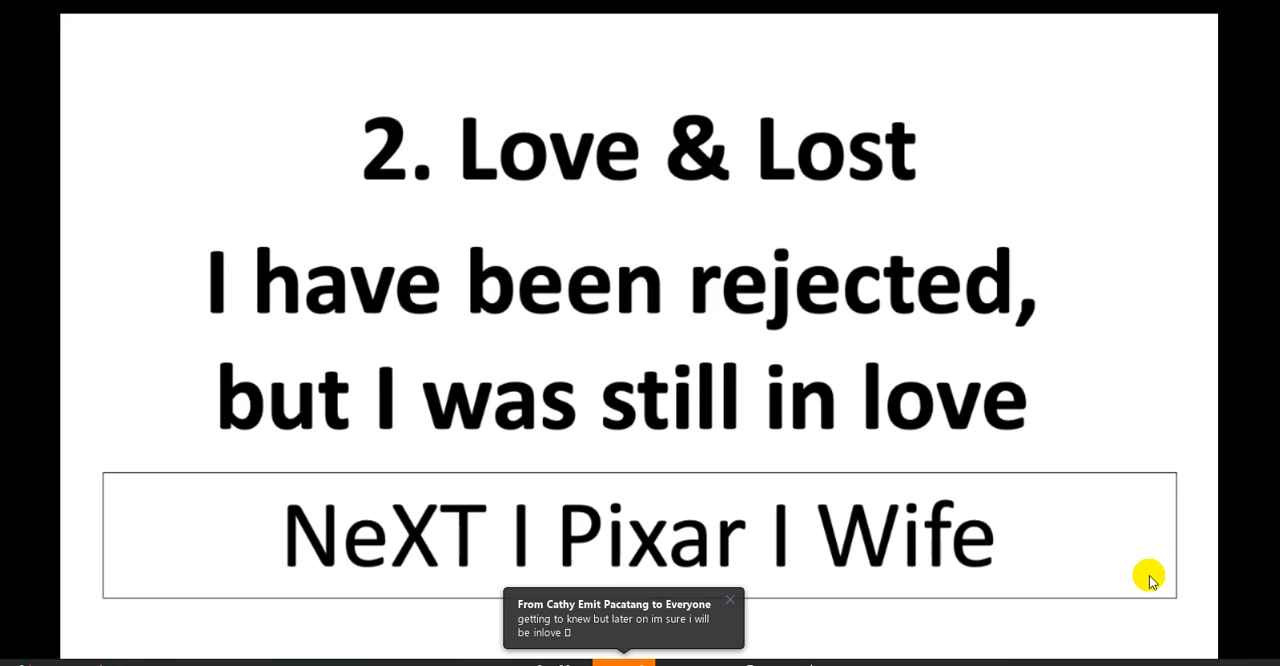 2. Love & Lost
I have been rejected,
but I was still in love
NeXT I Pixar I Wife
From Cathy Emit Pacatang to Everyone
getting to knew but later on im sure i will
be inlove